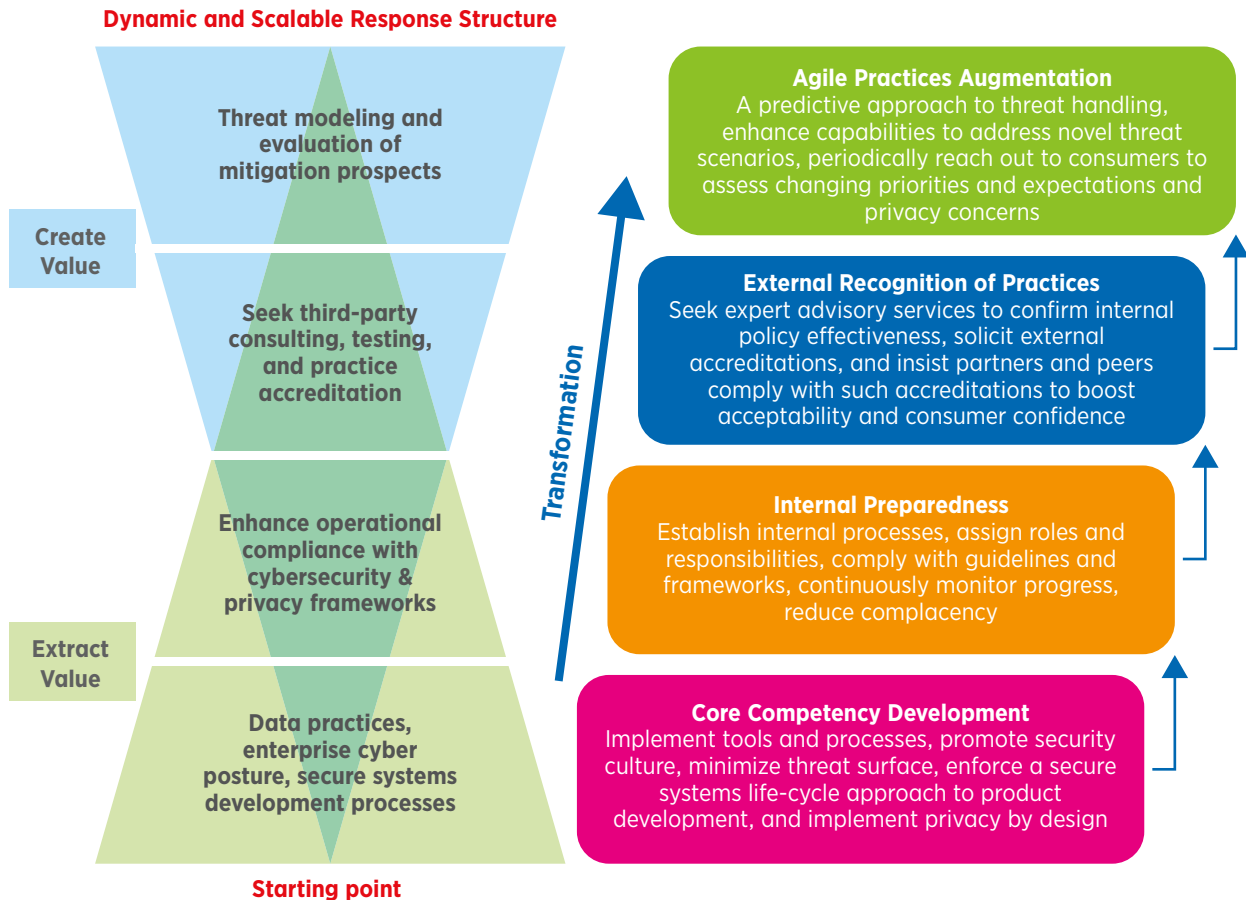 Dynamic and Scalable Response Structure
Threat modeling and
evaluation of
mitigation prospects
Create
Value
Seek third-party
consulting, testing,
and practice
accreditation
Enhance operational
compliance with
cybersecurity &
privacy frameworks
Extract
Value
Data practices,
enterprise cyber
posture, secure systems
development processes
Starting point
Transformation
Agile Practices Augmentation
A predictive approach to threat handling,
enhance capabilities to address novel threat
scenarios, periodically reach out to consumers to
assess changing priorities and expectations and
privacy concerns
External Recognition of Practices
Seek expert advisory services to confirm internal
policy effectiveness, solicit external
accreditations, and insist partners and peers
comply with such accreditations to boost
acceptability and consumer confidence
Internal Preparedness
Establish internal processes, assign roles and
responsibilities, comply with guidelines and
frameworks, continuously monitor progress,
reduce complacency
Core Competency Development
Implement tools and processes, promote security
culture, minimize threat surface, enforce a secure
systems life-cycle approach to product
development, and implement privacy by design